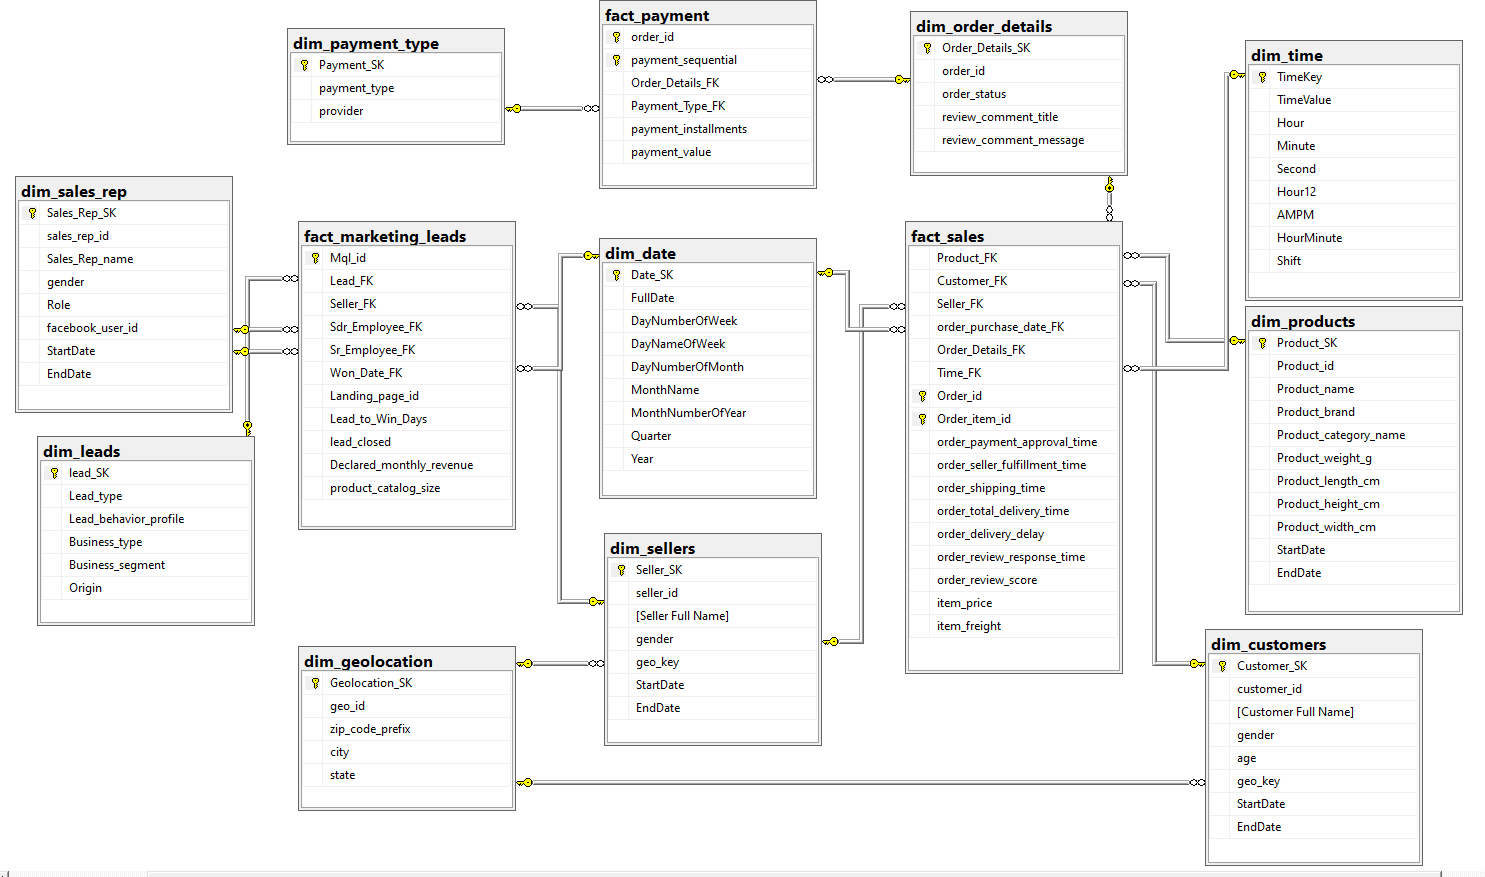 dim_payment_type
Payment_SK
payment_type
provider
fact_payment
order_id
payment_sequential
Order_Details_FK
Payment_Type_FK
payment_installments
payment_value
dim_order_details
Order_Details_SK
order_id
order_status
review_comment_title
review_comment_message
dim_time
TimeKey
TimeValue
Hour
Minute
Second
Hour12
AMPM
HourMinute
Shift
dim_sales_rep
Sales_Rep_SK
sales_rep_id
Sales_Rep_name
gender
Role
facebook_user_id
StartDate
EndDate
fact_marketing_leads
Mql_id
Lead_FK
Seller_FK
Sdr_Employee_FK
Sr_Employee_FK
Won_Date_FK
Landing_page_id
Lead_to_Win_Days
lead_closed
Declared_monthly_revenue
product_catalog_size
dim_date
Date_SK
FullDate
DayNumberOfWeek
DayNameOfWeek
DayNumberOfMonth
MonthName
MonthNumberOfYear
Quarter
Year
fact_sales
Product_FK
Customer_FK
Seller_FK
order_purchase_date_FK
Order_Details_FK
Time_FK
Order_id
Order_item_id
order_payment_approval_time
order_seller_fulfillment_time
order_shipping_time
order_total_delivery_time
order_delivery_delay
order_review_response_time
order_review_score
item_price
item_freight
dim_products
Product_SK
Product_id
Product_name
Product_brand
Product_category_name
Product_weight_g
Product_length_cm
Product_height_cm
Product_width_cm
StartDate
EndDate
dim_leads
lead_SK
Lead_type
Lead_behavior_profile
Business_type
Business_segment
Origin
dim_sellers
Seller_SK
seller_id
[Seller Full Name]
gender
geo_key
StartDate
EndDate
dim_geolocation
Geolocation_SK
geo_id
zip_code_prefix
city
state
dim_customers
Customer_SK
customer_id
[Customer Full Name]
gender
age
geo_key
StartDate
EndDate